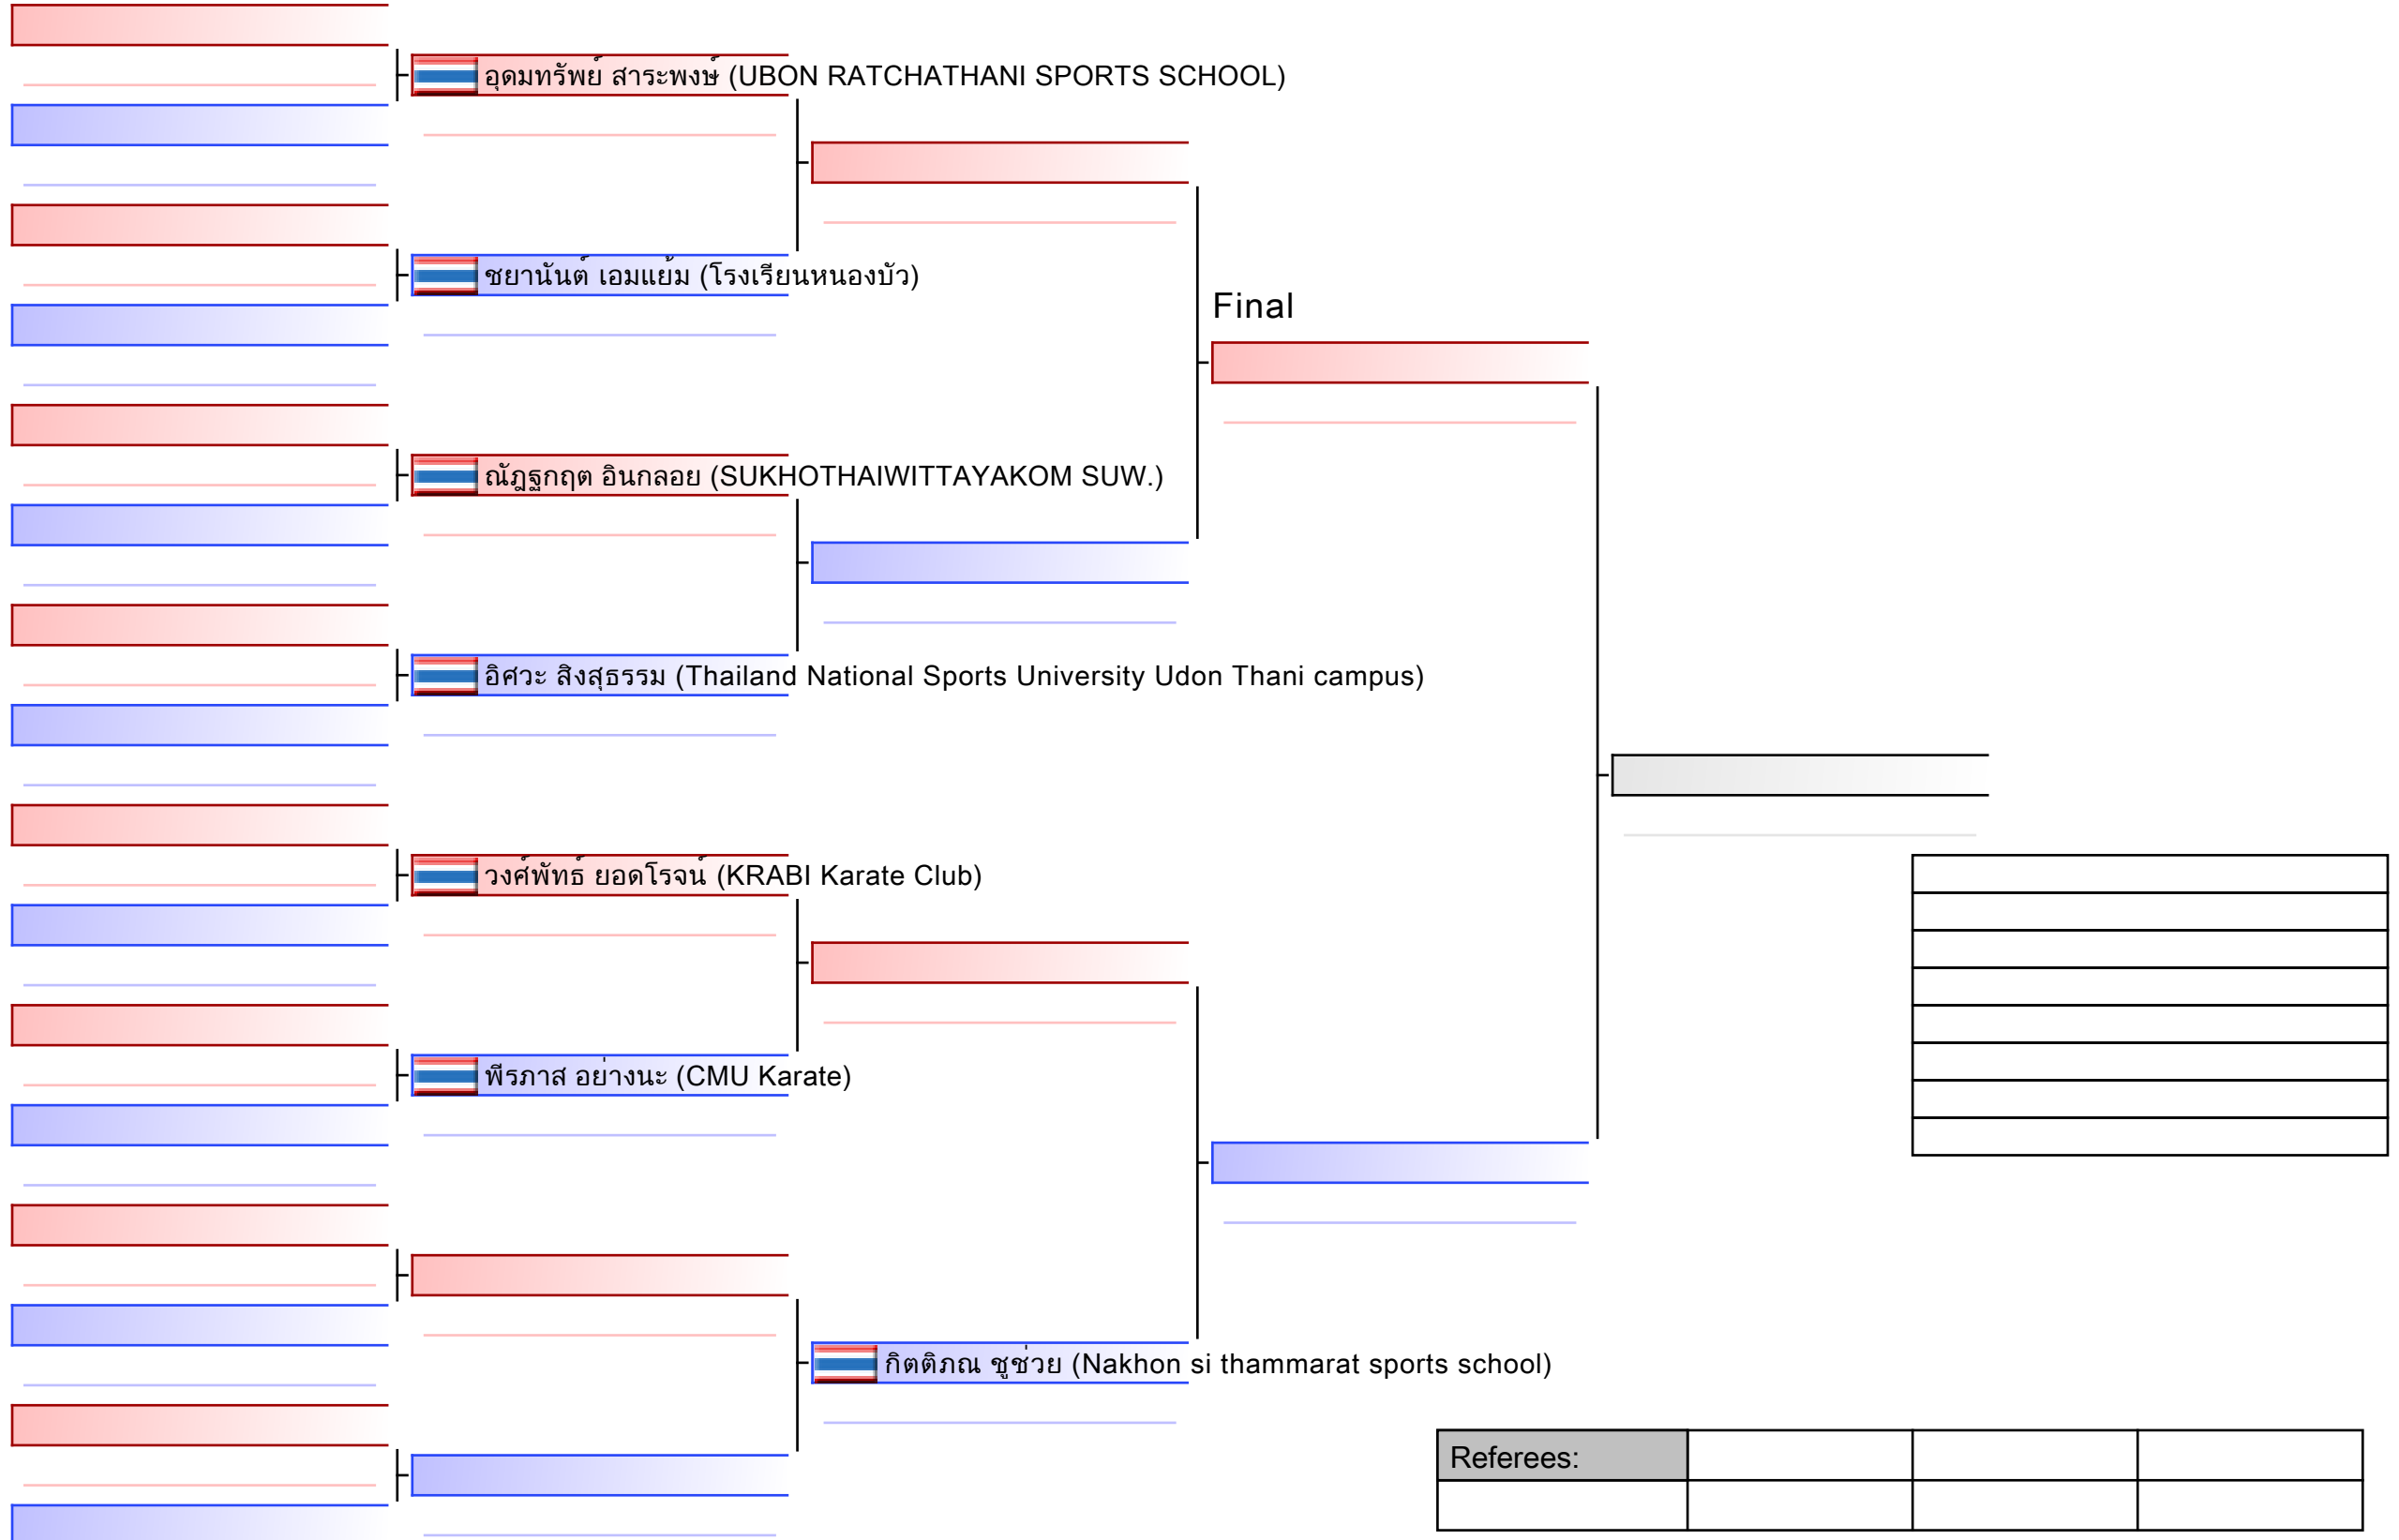 อุดมทรัพย์ สาระพงษ์ (UBON RATCHATHANI SPORTS SCHOOL)
ชยานันต์ เอมแย้ม (โรงเรียนหนองบัว)
Final
ณัฎฐกฤต อินกลอย (SUKHOTHAIWITTAYAKOM SUW.)
อิศวะ สิงสุธรรม (Thailand National Sports University Udon Thani campus)
วงศ์พัทธ์ ยอดโรจน์ (KRABI Karate Club)
พีรภาส อย่างนะ (CMU Karate)
กิตติภณ ชูช่วย (Nakhon si thammarat sports school)
Referees: